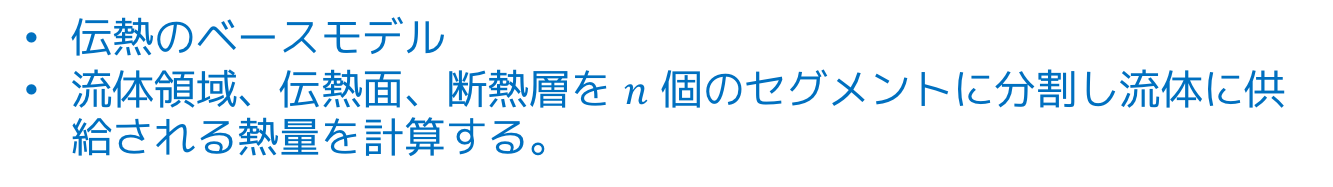 • 伝熱のベースモデル
• 流体領域、伝熱面、断熱層を n 個のセグメントに分割し流体に供
給される熱量を計算する。